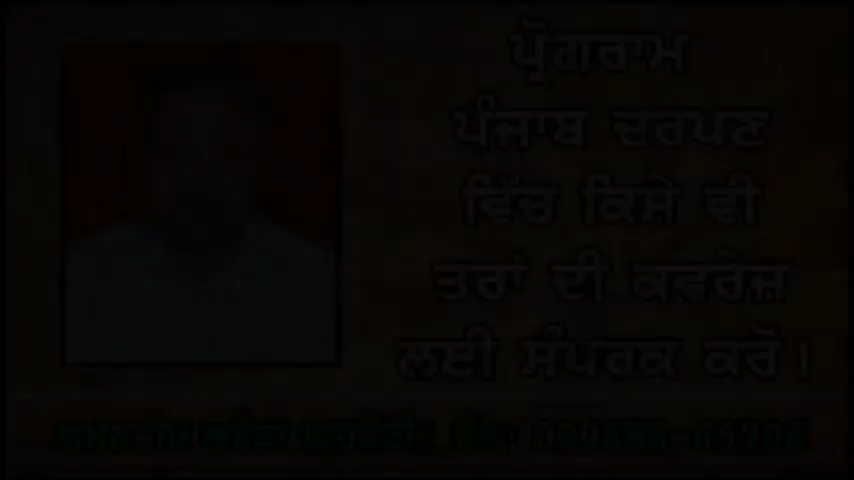 ਪ੍ਰੋਗਰਾਮ
ਪੰਜਾਬ ਦਰਪਣ
ਵਿੱਚ ਕਿਸੇ ਵੀ
ਤਰਾਂ ਦੀ ਕਵਰੇਜ਼
ਲਈ ਸੰਪਰਕ ਕਰੋ।